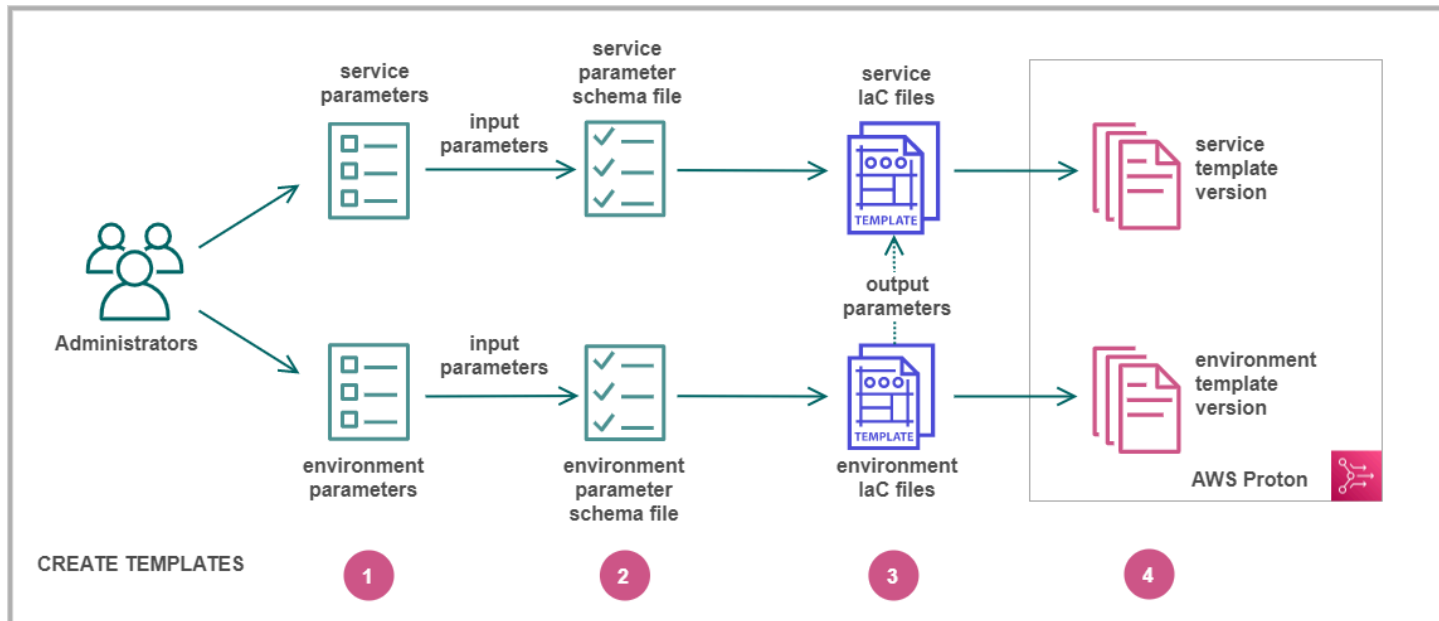 service
parameters
input
parameters
service
parameter
schema file
service
IaC files
TEMPLATE
service
template
version
Administrators
output
parameters
input
parameters
environment
parameters
environment
parameter
schema file
TEMPLATE
environment
IaC files
environment
template
version
AWS Proton
CREATE TEMPLATES
1
2
3
4